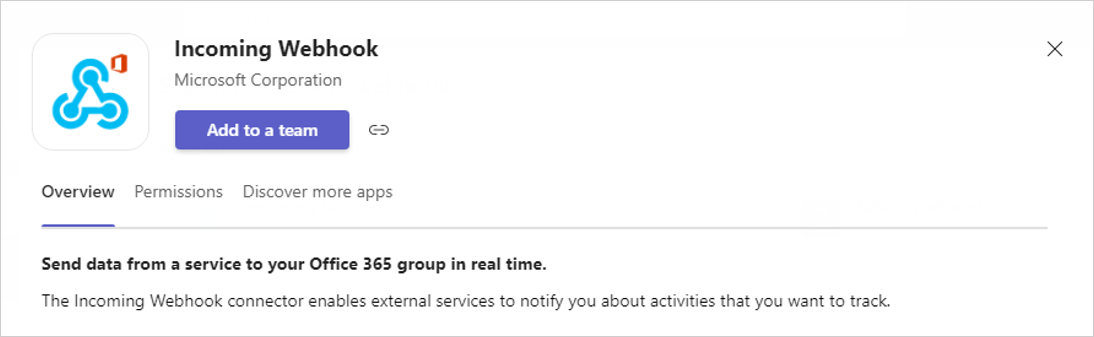 Incoming Webhook
Microsoft Corporation
Add to a team
Overview Permissions Discover more apps
Send data from a service to your Office 365 group in real time.
The Incoming Webhook connector enables external services to notify you about activities that you want to track.